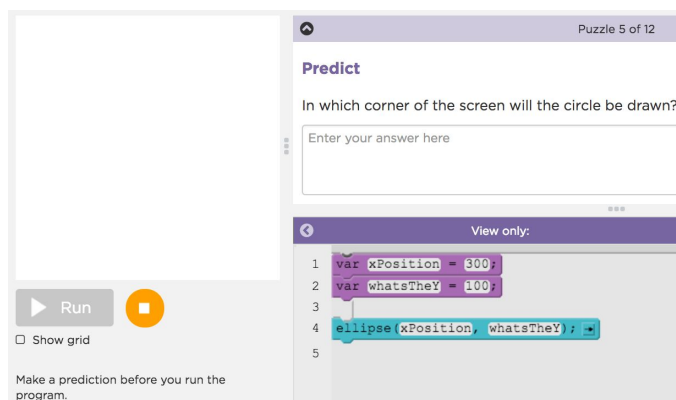 Puzzle 5 of 12
Predict
In which corner of the screen will the circle be drawn?
Enter your answer here
View only:
1 var xPosition = 300;
2 var whatsTheY = 100;
3
4 ellipse(xPosition, whatsTheY);
5
Run
Show grid
Make a prediction before you run the
program.